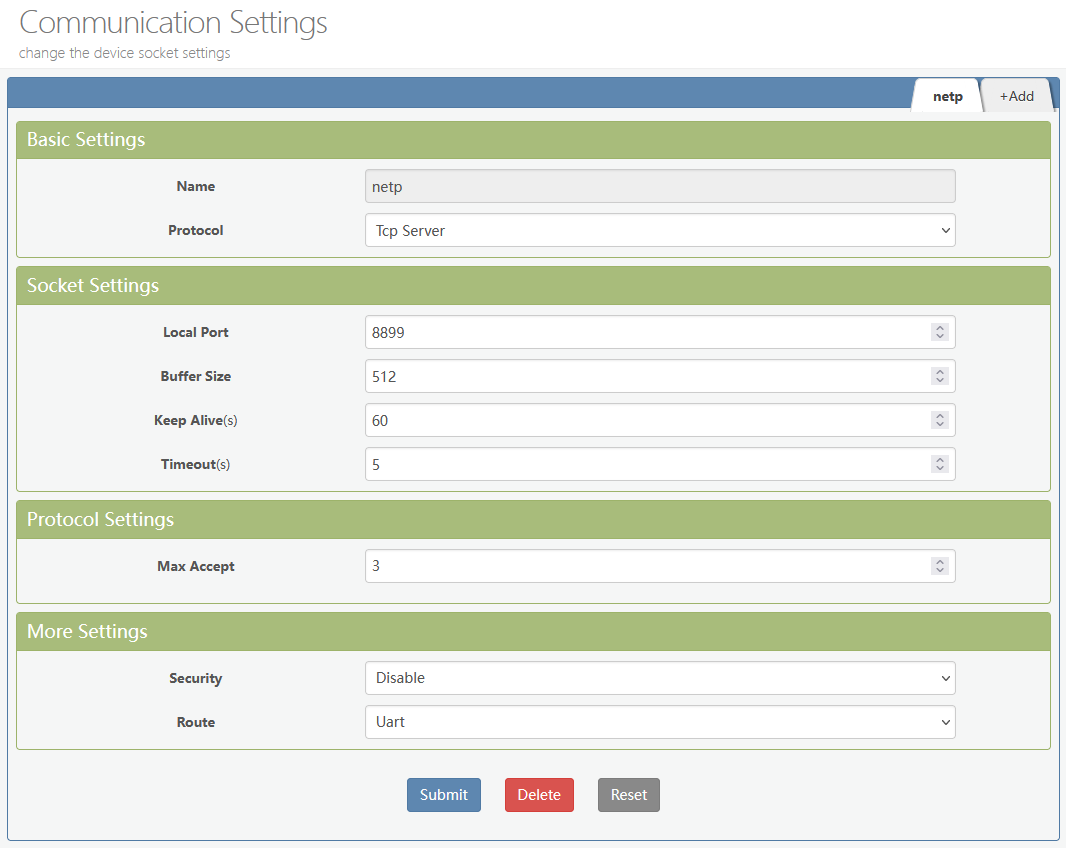 Communication Settings
change the device socket settings
netp
+Add
Basic Settings
Name
netp
Protocol
Tcp Server
Socket Settings
Local Port
8899
Buffer Size
512
Keep Alive(s)
60
Timeout(s)
5
Protocol Settings
Max Accept
3
More Settings
Security
Disable
Route
Uart
Submit
Delete
Reset